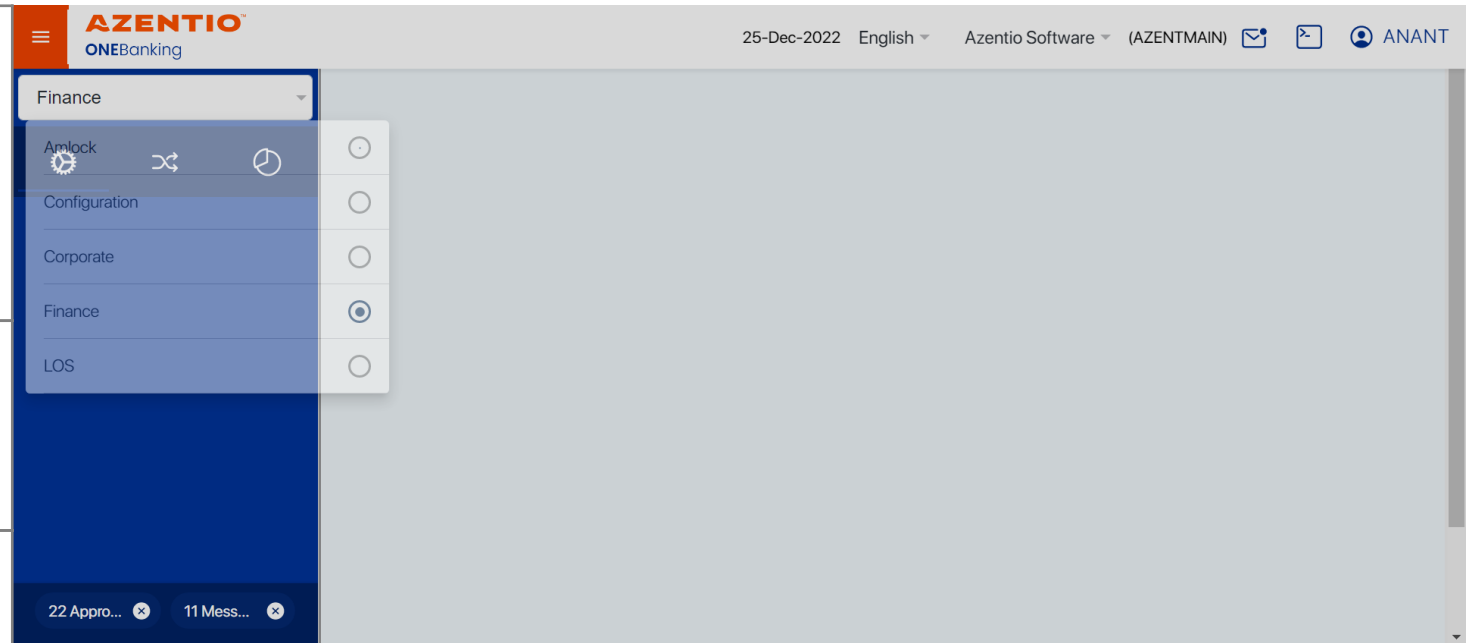 AZENTIO™
ONEBanking
25-Dec-2022 English Azentio Software (AZENTMAIN) ANANT
Finance
Amlock
Configuration
Corporate
Finance
LOS
22 Appro... 11 Mess...